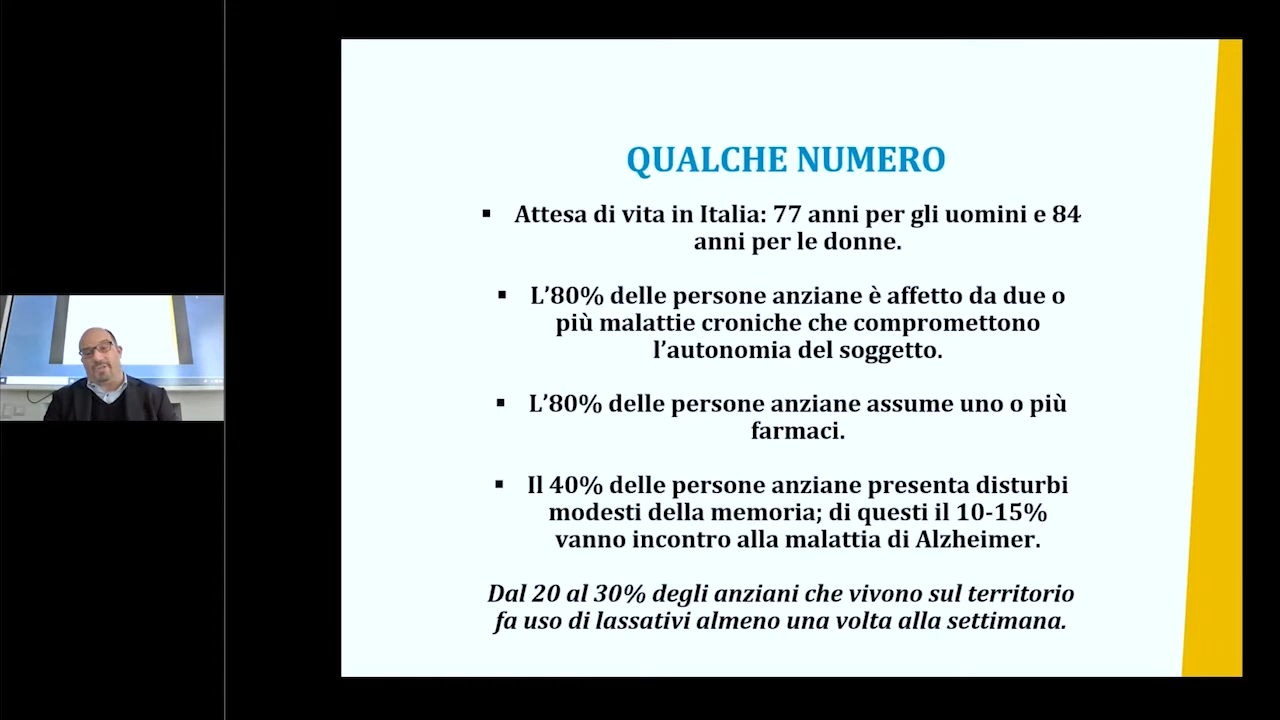 QUALCHE NUMERO
▪ Attesa di vita in Italia: 77 anni per gli uomini e 84
anni per le donne.
▪ L’80% delle persone anziane è affetto da due o
più malattie croniche che compromettono
l’autonomia del soggetto.
▪ L’80% delle persone anziane assume uno o più
farmaci.
▪ Il 40% delle persone anziane presenta disturbi
modesti della memoria; di questi il 10-15%
vanno incontro alla malattia di Alzheimer.
Dal 20 al 30% degli anziani che vivono sul territorio
fa uso di lassativi almeno una volta alla settimana.